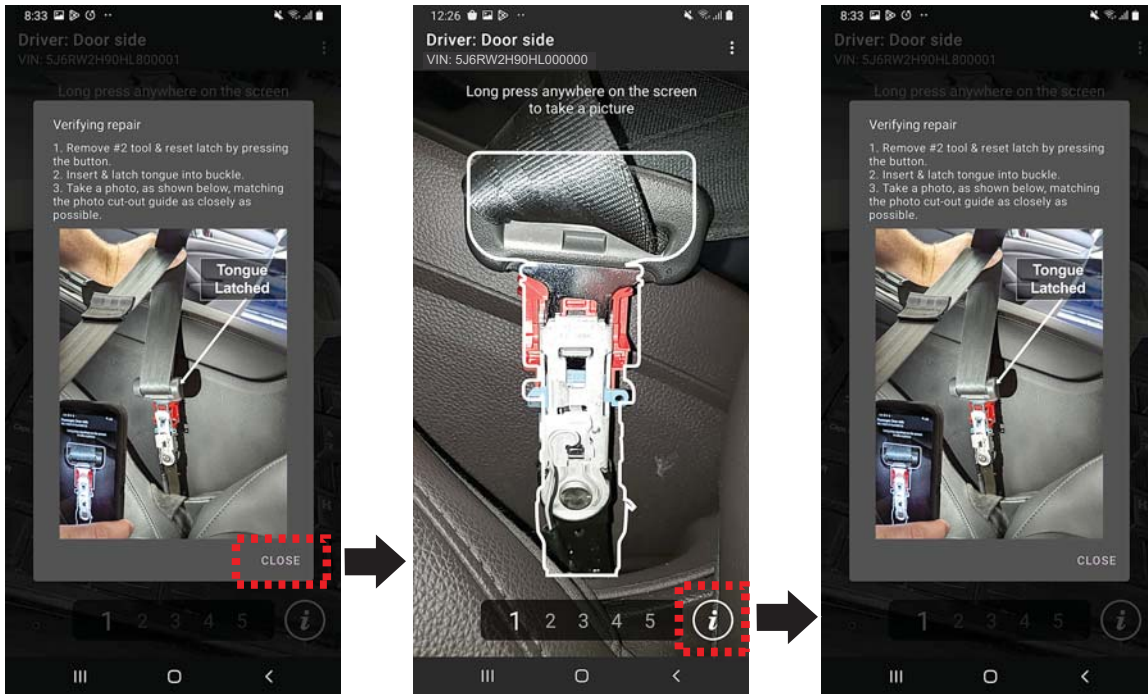 8:33
Driver: Door side
VIN: 5J6RW2H90HL800001
Long press anywhere on the screen
Verifying repair
1. Remove #2 tool & reset latch by pressing
the button.
2. Insert & latch tongue into buckle.
3. Take a photo, as shown below, matching
the photo cut-out guide as closely as
possible.
Tongue
Latched
CLOSE
1 2 3 4 5 i
12:26
Driver: Door side
VIN: 5J6RW2H90HL000000
Long press anywhere on the screen
to take a picture
1 2 3 4 5 i
8:33
Driver: Door side
VIN: 5J6RW2H90HL800001
Long press anywhere on the screen
Verifying repair
1. Remove #2 tool & reset latch by pressing
the button.
2. Insert & latch tongue into buckle.
3. Take a photo, as shown below, matching
the photo cut-out guide as closely as
possible.
Tongue
Latched
CLOSE
1 2 3 4 5 i